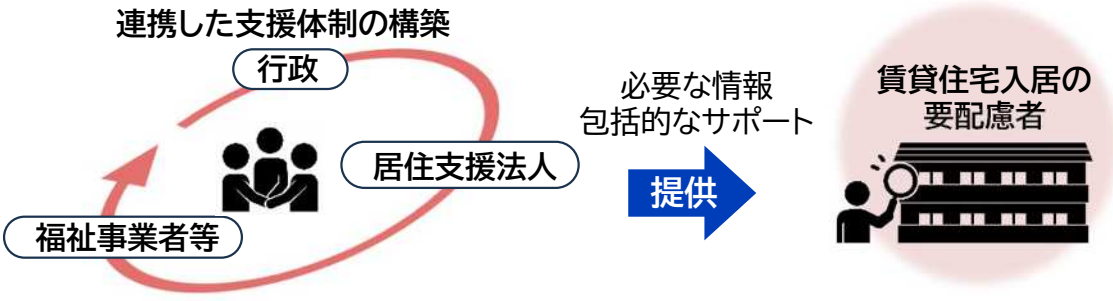 連携した支援体制の構築
行政
居住支援法人
福祉事業者等
必要な情報
包括的なサポート
提供
賃貸住宅入居の
要配慮者